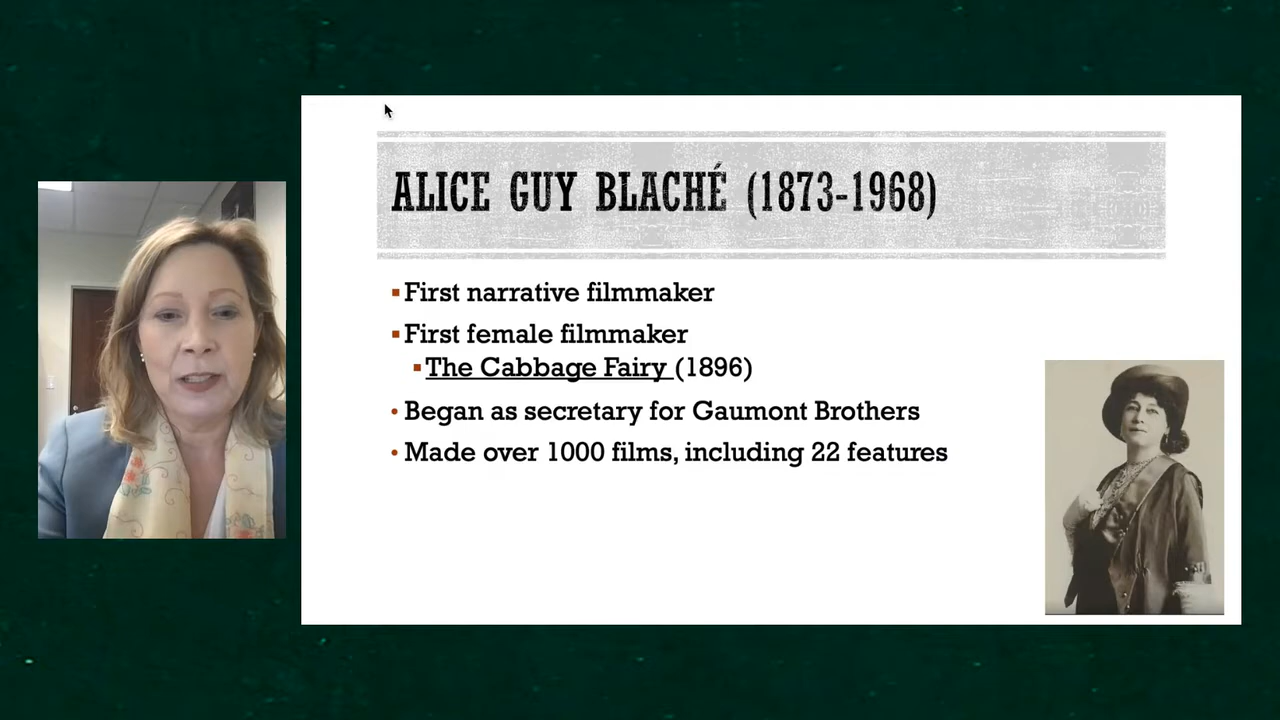 ALICE GUY BLACHÉ (1873-1968)
First narrative filmmaker
First female filmmaker
The Cabbage Fairy (1896)
Began as secretary for Gaumont Brothers
Made over 1000 films, including 22 features